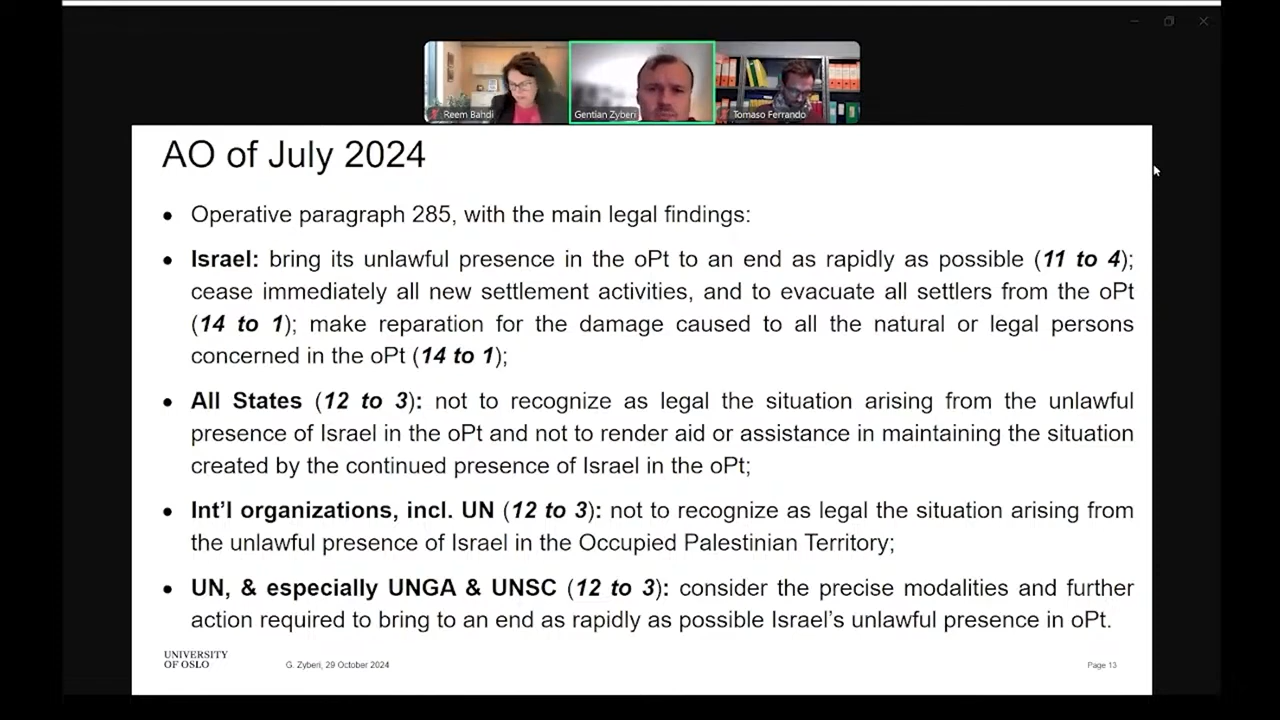 Reem Bahdi
Gentian Zyberi
Tomaso Ferrando
AO of July 2024
• Operative paragraph 285, with the main legal findings:
• Israel: bring its unlawful presence in the oPt to an end as rapidly as possible (11 to 4);
cease immediately all new settlement activities, and to evacuate all settlers from the oPt
(14 to 1); make reparation for the damage caused to all the natural or legal persons
concerned in the oPt (14 to 1);
• All States (12 to 3): not to recognize as legal the situation arising from the unlawful
presence of Israel in the oPt and not to render aid or assistance in maintaining the situation
created by the continued presence of Israel in the oPt;
• Int’l organizations, incl. UN (12 to 3): not to recognize as legal the situation arising from
the unlawful presence of Israel in the Occupied Palestinian Territory;
• UN, & especially UNGA & UNSC (12 to 3): consider the precise modalities and further
action required to bring to an end as rapidly as possible Israel’s unlawful presence in oPt.
UNIVERSITY
OF OSLO
G. Zyberi, 29 October 2024
Page 13